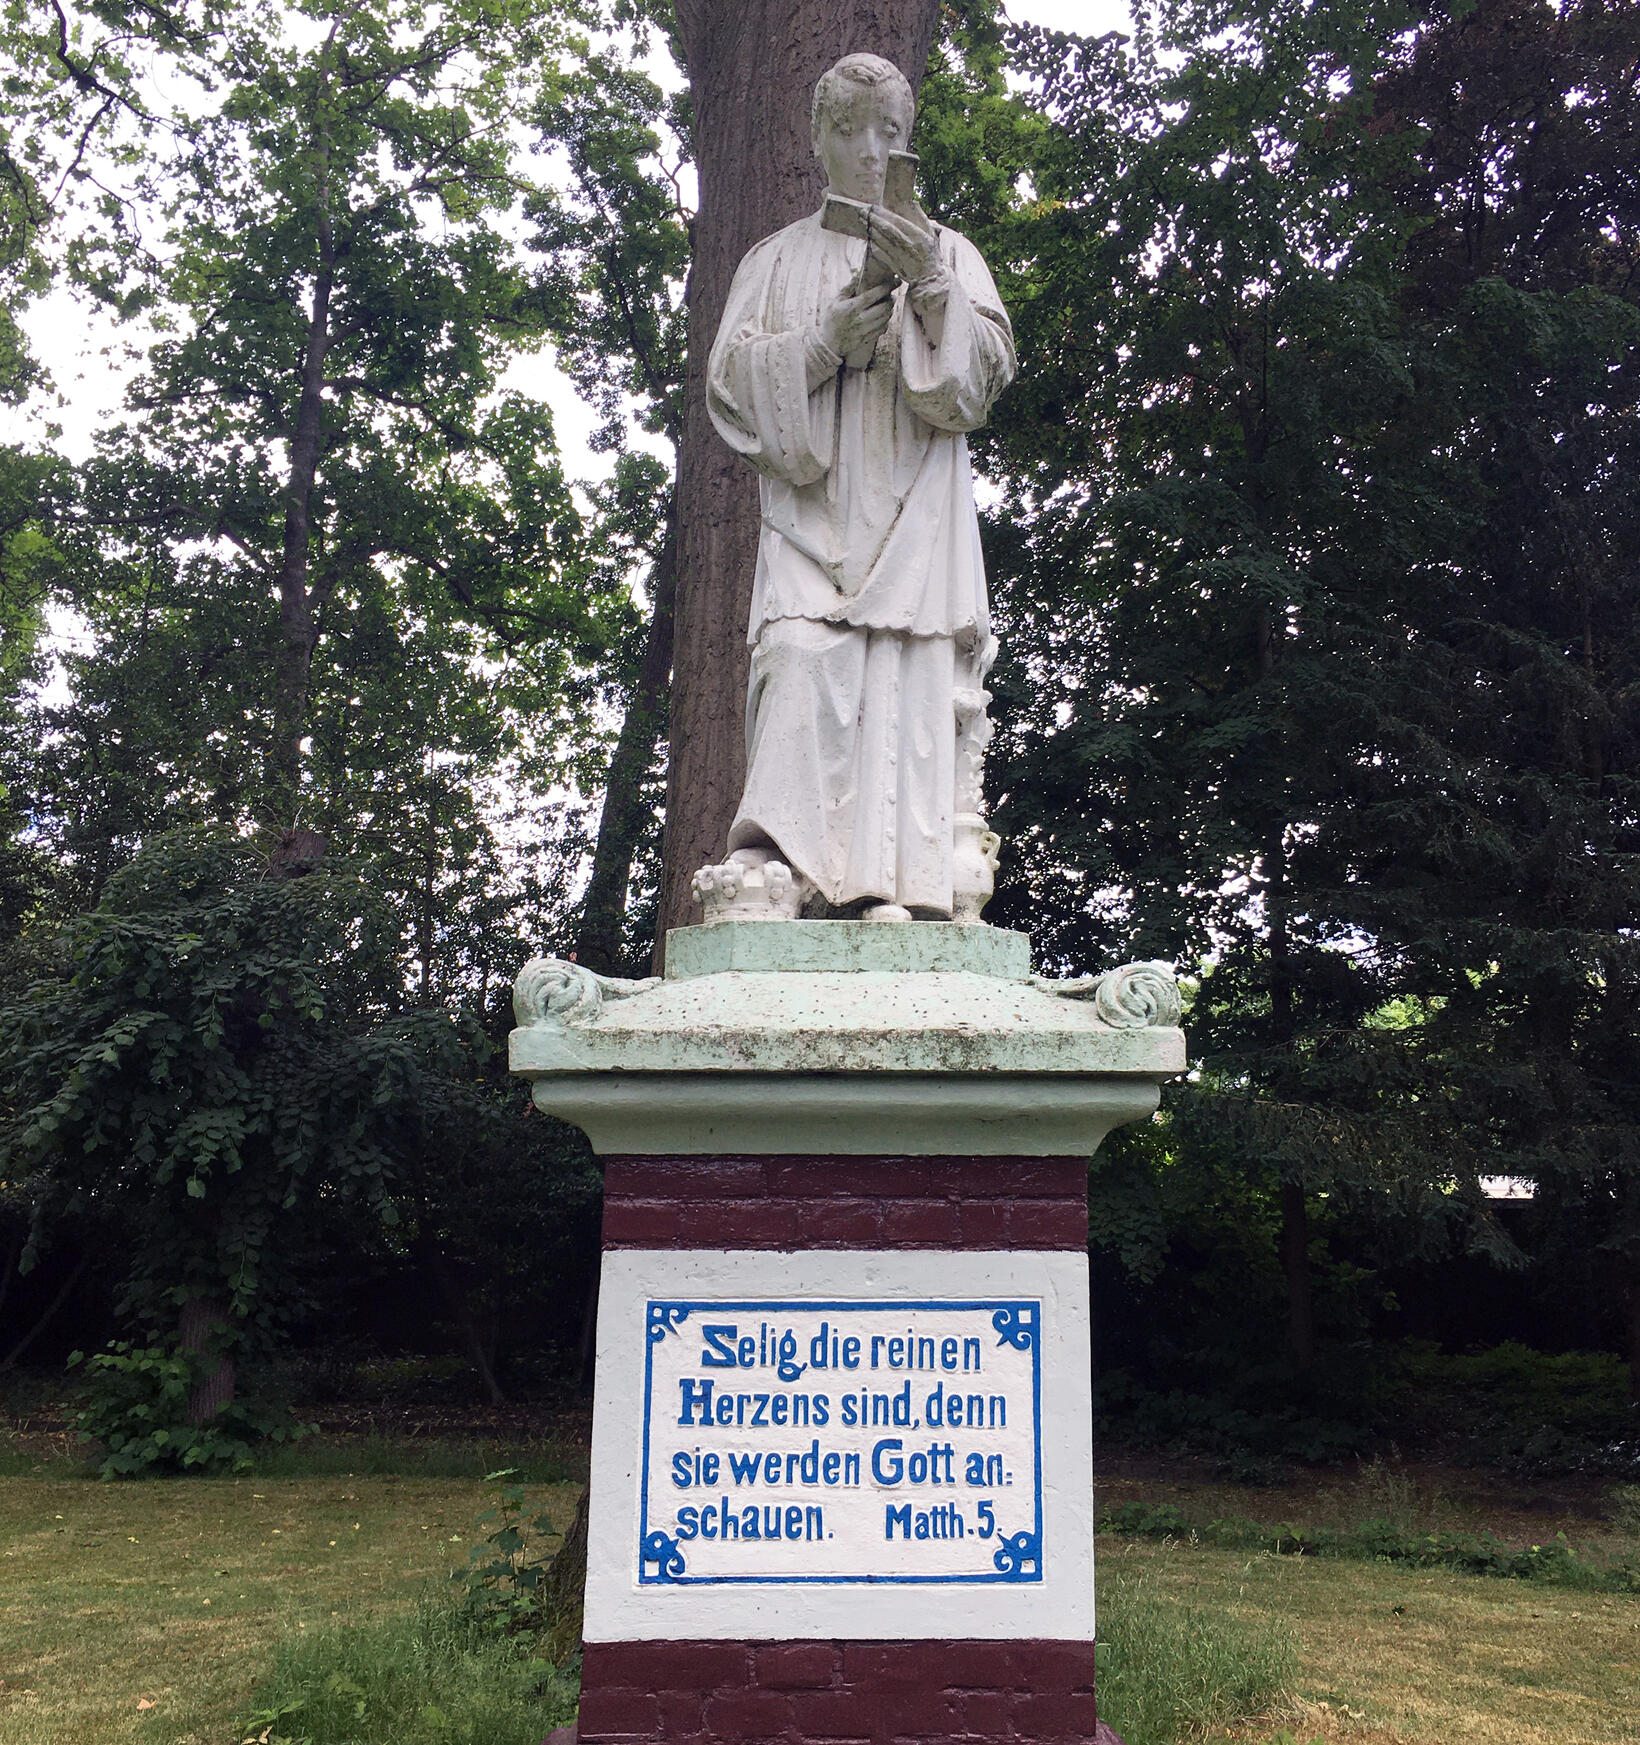 Selig, die reinen
Herzens sind, denn
sie werden Gott an=
schauen. Matth. 5.